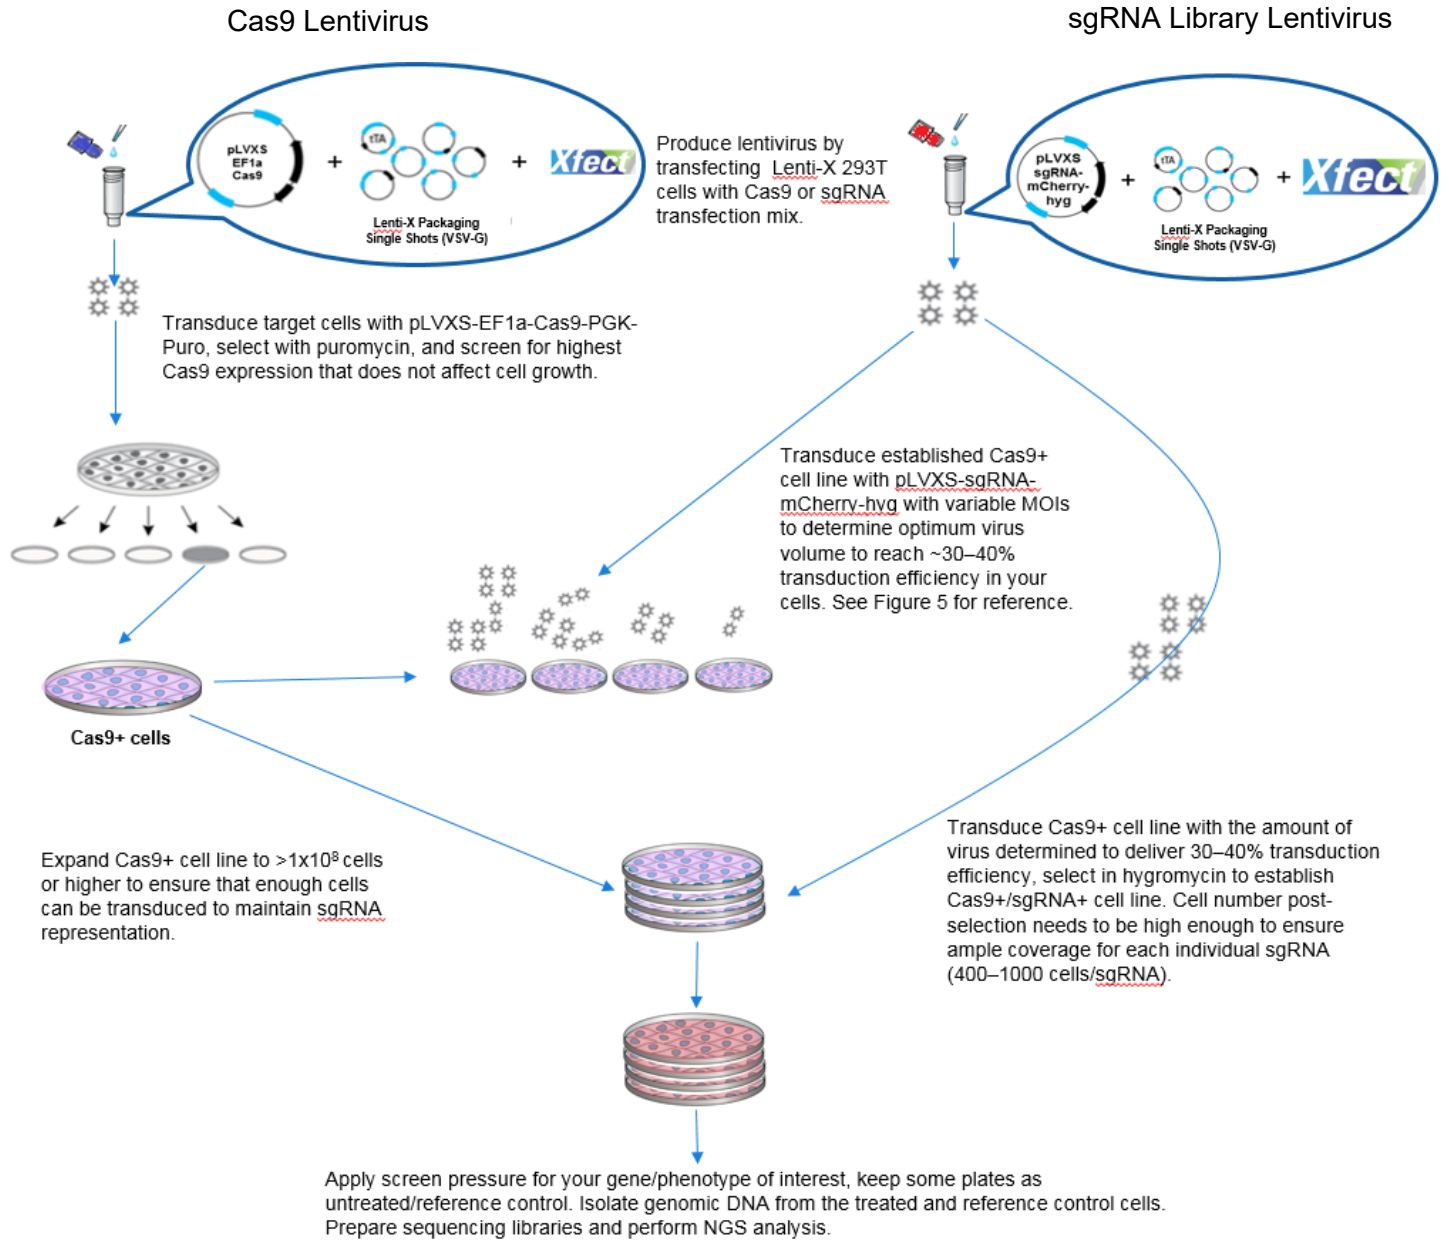 Cas9 Lentivirus
sgRNA Library Lentivirus
pLVXS
EF1a
Cas9
+
tTA
+
Xfect
Lenti-X Packaging
Single Shots (VSV-G)
Produce lentivirus by
transfecting Lenti-X 293T
cells with Cas9 or sgRNA
transfection mix.
pLVXS
sgRNA-
mCherry-
hyg
+
tTA
+
Xfect
Lenti-X Packaging
Single Shots (VSV-G)
Transduce target cells with pLVXS-EF1a-Cas9-PGK-
Puro, select with puromycin, and screen for highest
Cas9 expression that does not affect cell growth.
Transduce established Cas9+
cell line with pLVXS-sgRNA-
mCherry-hyg with variable MOIs
to determine optimum virus
volume to reach ~30–40%
transduction efficiency in your
cells. See Figure 5 for reference.
Cas9+ cells
Expand Cas9+ cell line to >1x10⁸ cells
or higher to ensure that enough cells
can be transduced to maintain sgRNA
representation.
Transduce Cas9+ cell line with the amount of
virus determined to deliver 30–40% transduction
efficiency, select in hygromycin to establish
Cas9+/sgRNA+ cell line. Cell number post-
selection needs to be high enough to ensure
ample coverage for each individual sgRNA
(400–1000 cells/sgRNA).
Apply screen pressure for your gene/phenotype of interest, keep some plates as
untreated/reference control. Isolate genomic DNA from the treated and reference control cells.
Prepare sequencing libraries and perform NGS analysis.